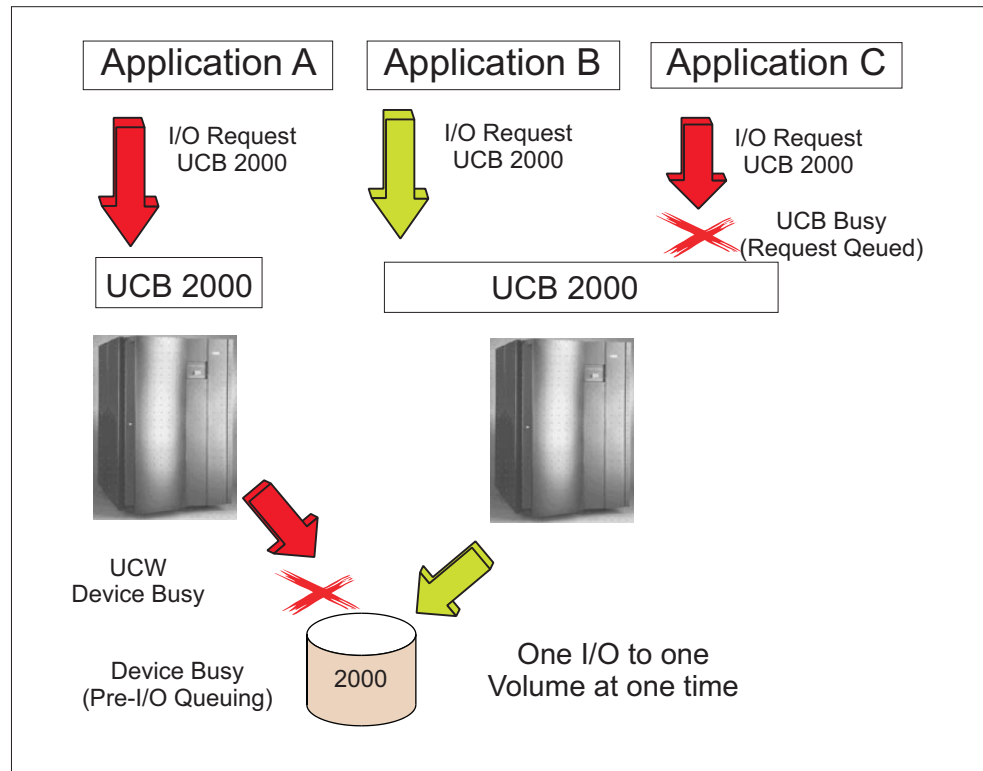 Application A
Application B
Application C
I/O Request
UCB 2000
I/O Request
UCB 2000
I/O Request
UCB 2000
UCB Busy
(Request Qeued)
UCB 2000
UCB 2000
UCW
Device Busy
Device Busy
(Pre-I/O Queuing)
2000
One I/O to one
Volume at one time